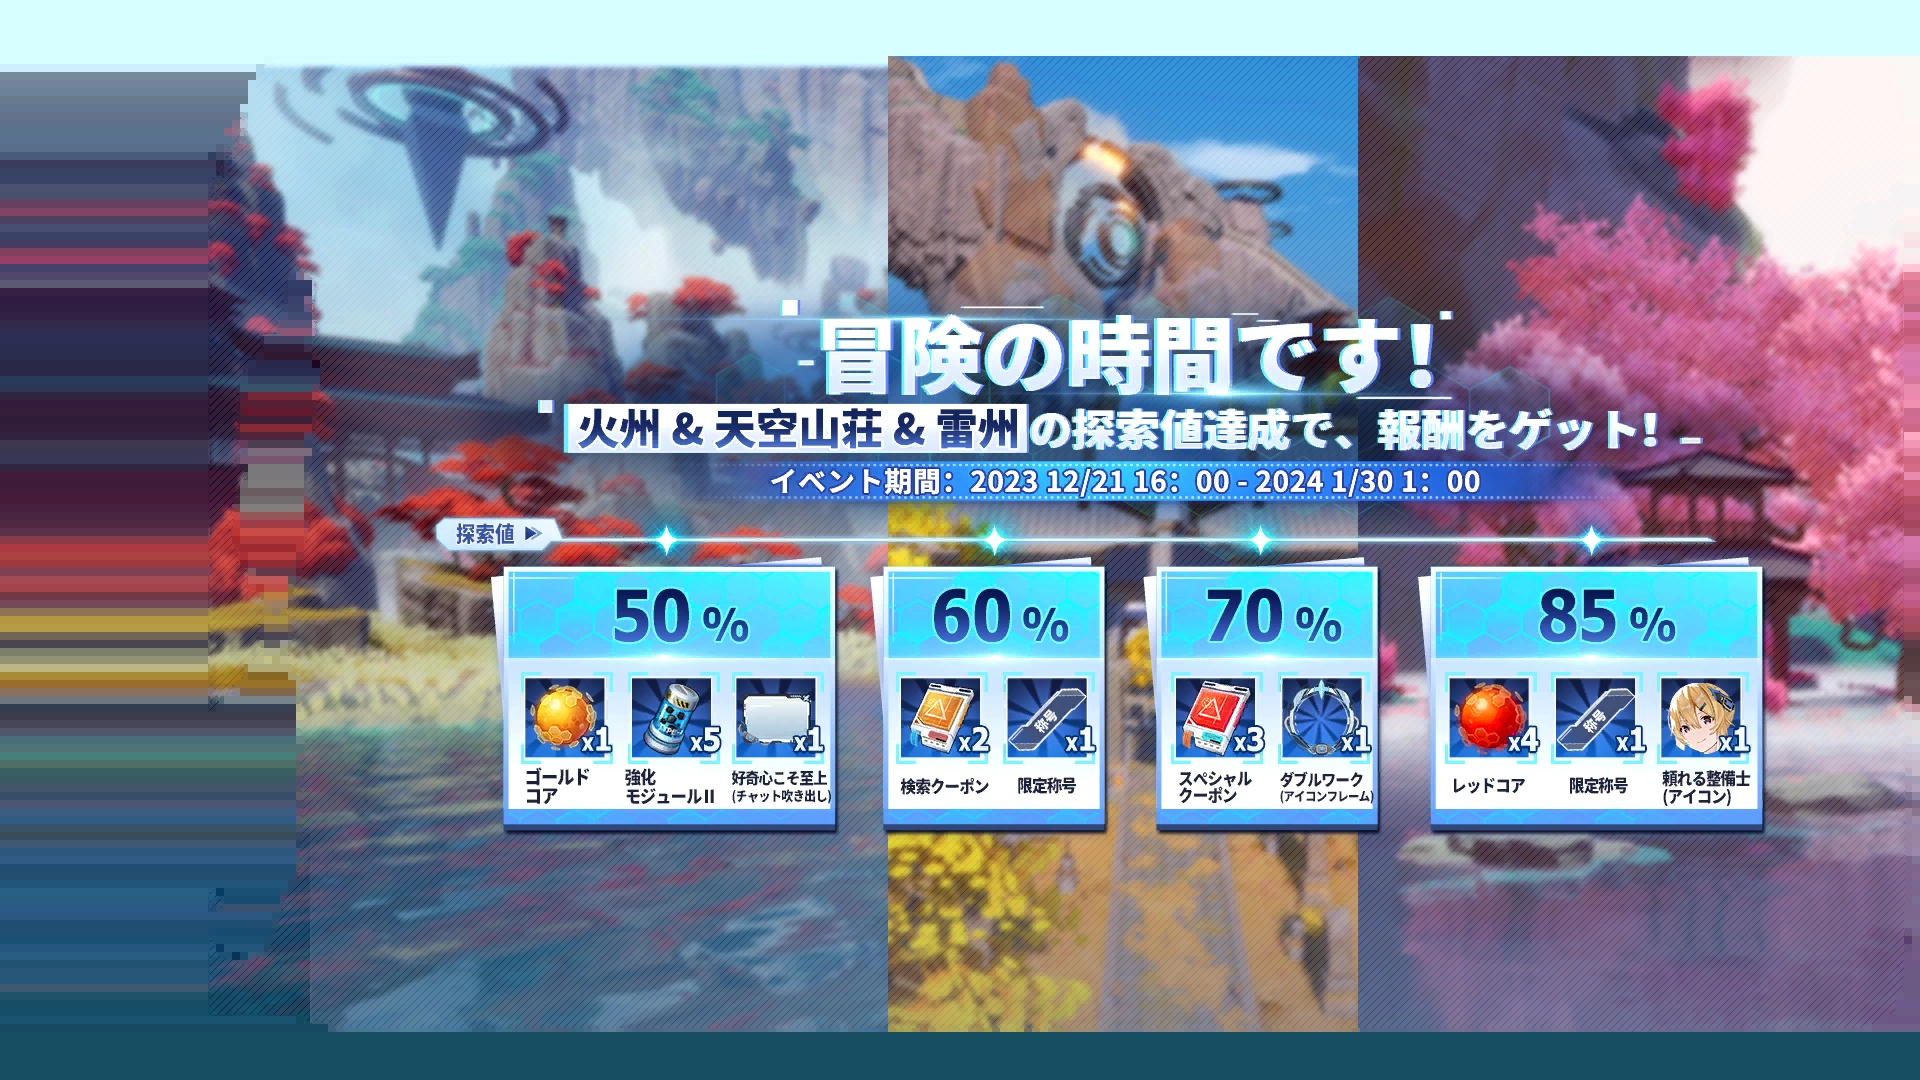 冒険の時間です!
火州 & 天空山荘 & 雷州の探索値達成で、報酬をゲット!
イベント期間：2023 12/21 16：00 - 2024 1/30 1：00
探索値
50 %
x1
x5
x1
ゴールド
コア
強化
モジュールII
好奇心こそ至上
(チャット吹き出し)
60 %
x2
称号
x1
検索クーポン
限定称号
70 %
x3
x1
スペシャル
クーポン
ダブルワーク
(アイコンフレーム)
85 %
x4
称号
x1
x1
レッドコア
限定称号
頼れる整備士
(アイコン)